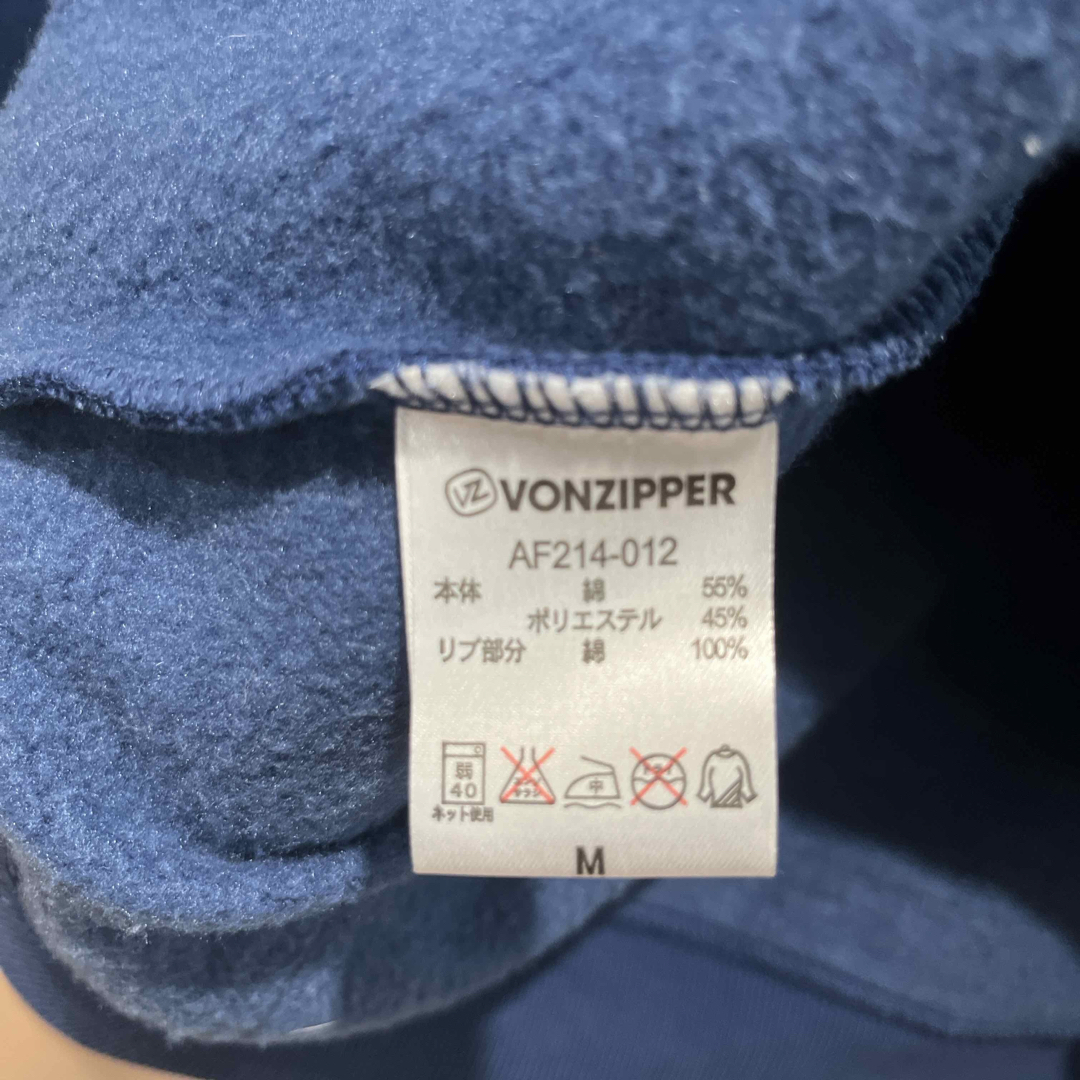 VZ VONZIPPER
AF214-012
本体 綿 55%
ポリエステル 45%
リブ部分 綿 100%
弱 中
40
ネット使用
M